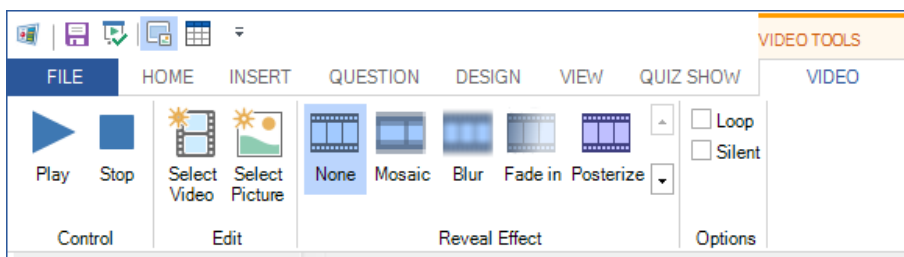 VIDEO TOOLS
FILE HOME INSERT QUESTION DESIGN VIEW QUIZ SHOW VIDEO
Play Stop Select Video Select Picture None Mosaic Blur Fade in Posterize Loop
Silent
Control Edit Reveal Effect Options